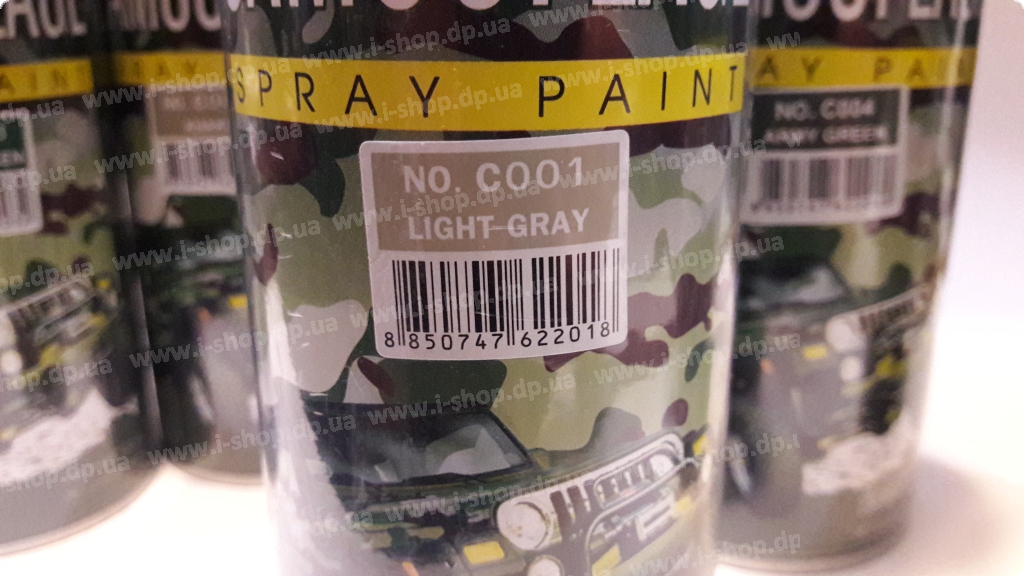 SPRAY PAINT
NO. C001
LIGHT GRAY
8 850747 622018
NO. C004
ARMY GREEN
www.i-shop.dp.ua